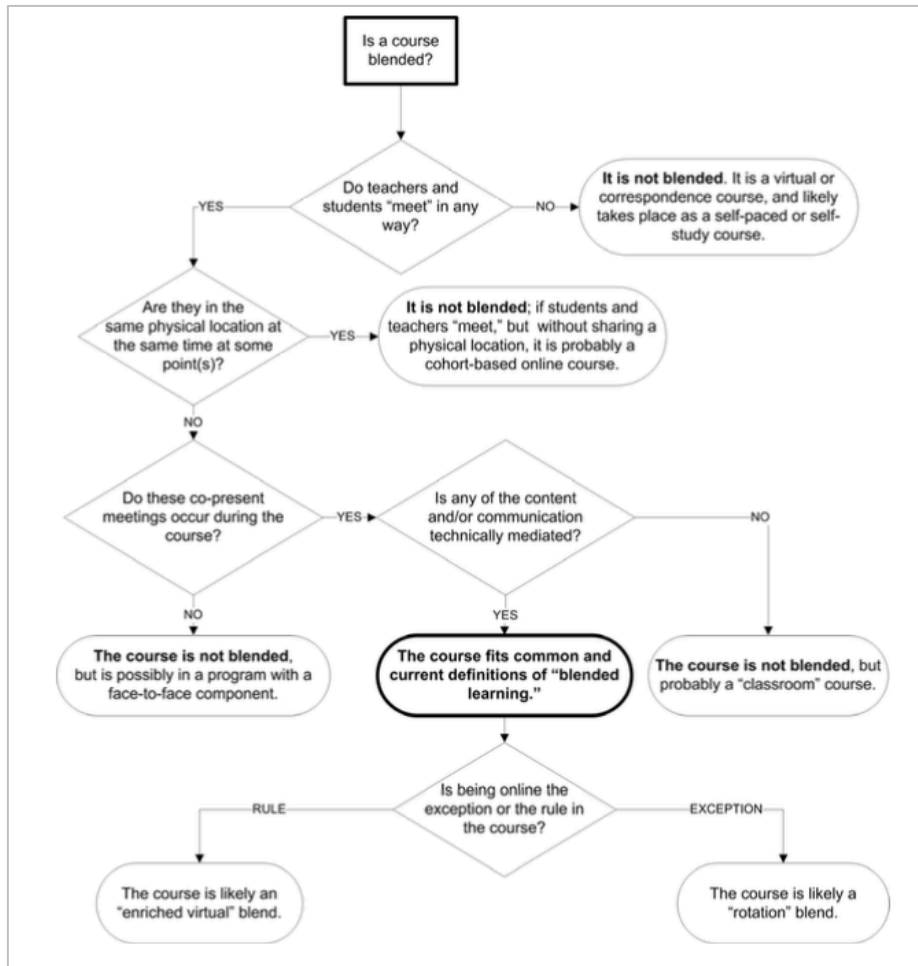 Is a course
blended?
Do teachers and
students “meet” in any
way?
YES
NO
It is not blended. It is a virtual or
correspondence course, and likely
takes place as a self-paced or self-
study course.
Are they in the
same physical location at
the same time at some
point(s)?
YES
It is not blended; if students and
teachers “meet,” but without sharing a
physical location, it is probably a
cohort-based online course.
NO
Do these co-present
meetings occur during the
course?
YES
Is any of the content
and/or communication
technically mediated?
NO
NO
YES
The course is not blended,
but is possibly in a program with a
face-to-face component.
The course fits common and
current definitions of “blended
learning.”
The course is not blended, but
probably a “classroom” course.
Is being online the
exception or the rule in
the course?
RULE
EXCEPTION
The course is likely an
“enriched virtual” blend.
The course is likely a
“rotation” blend.